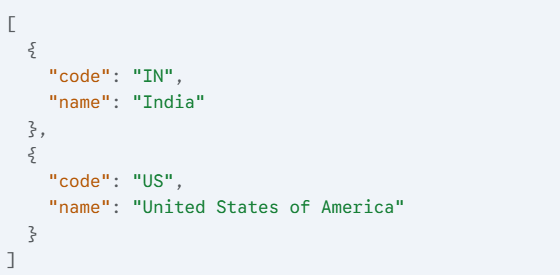 [
  {
    "code": "IN",
    "name": "India"
  },
  {
    "code": "US",
    "name": "United States of America"
  }
]